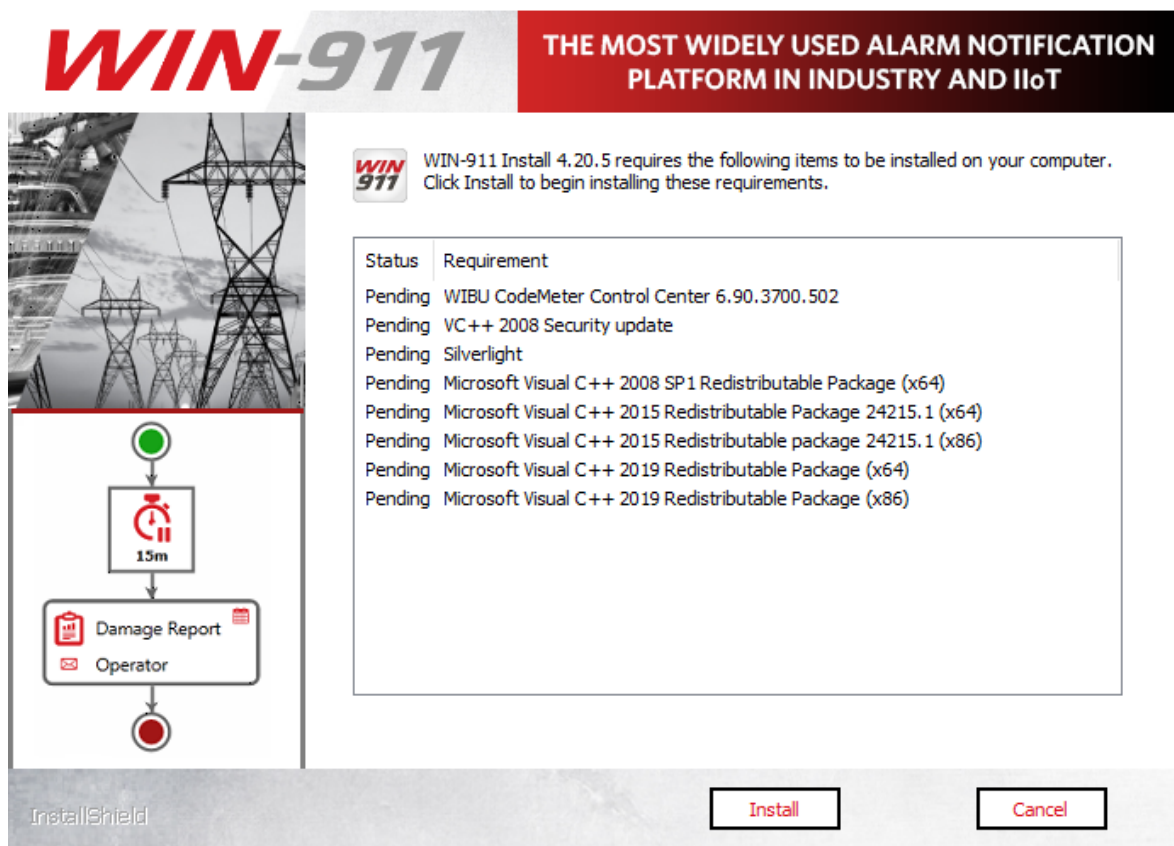 WIN-911
THE MOST WIDELY USED ALARM NOTIFICATION
PLATFORM IN INDUSTRY AND IIoT
WIN
911
WIN-911 Install 4.20.5 requires the following items to be installed on your computer.
Click Install to begin installing these requirements.
Status Requirement
Pending WIBU CodeMeter Control Center 6.90.3700.502
Pending VC++ 2008 Security update
Pending Silverlight
Pending Microsoft Visual C++ 2008 SP1 Redistributable Package (x64)
Pending Microsoft Visual C++ 2015 Redistributable Package 24215.1 (x64)
Pending Microsoft Visual C++ 2015 Redistributable package 24215.1 (x86)
Pending Microsoft Visual C++ 2019 Redistributable Package (x64)
Pending Microsoft Visual C++ 2019 Redistributable Package (x86)
15m
Damage Report
Operator
InstallShield
Install
Cancel